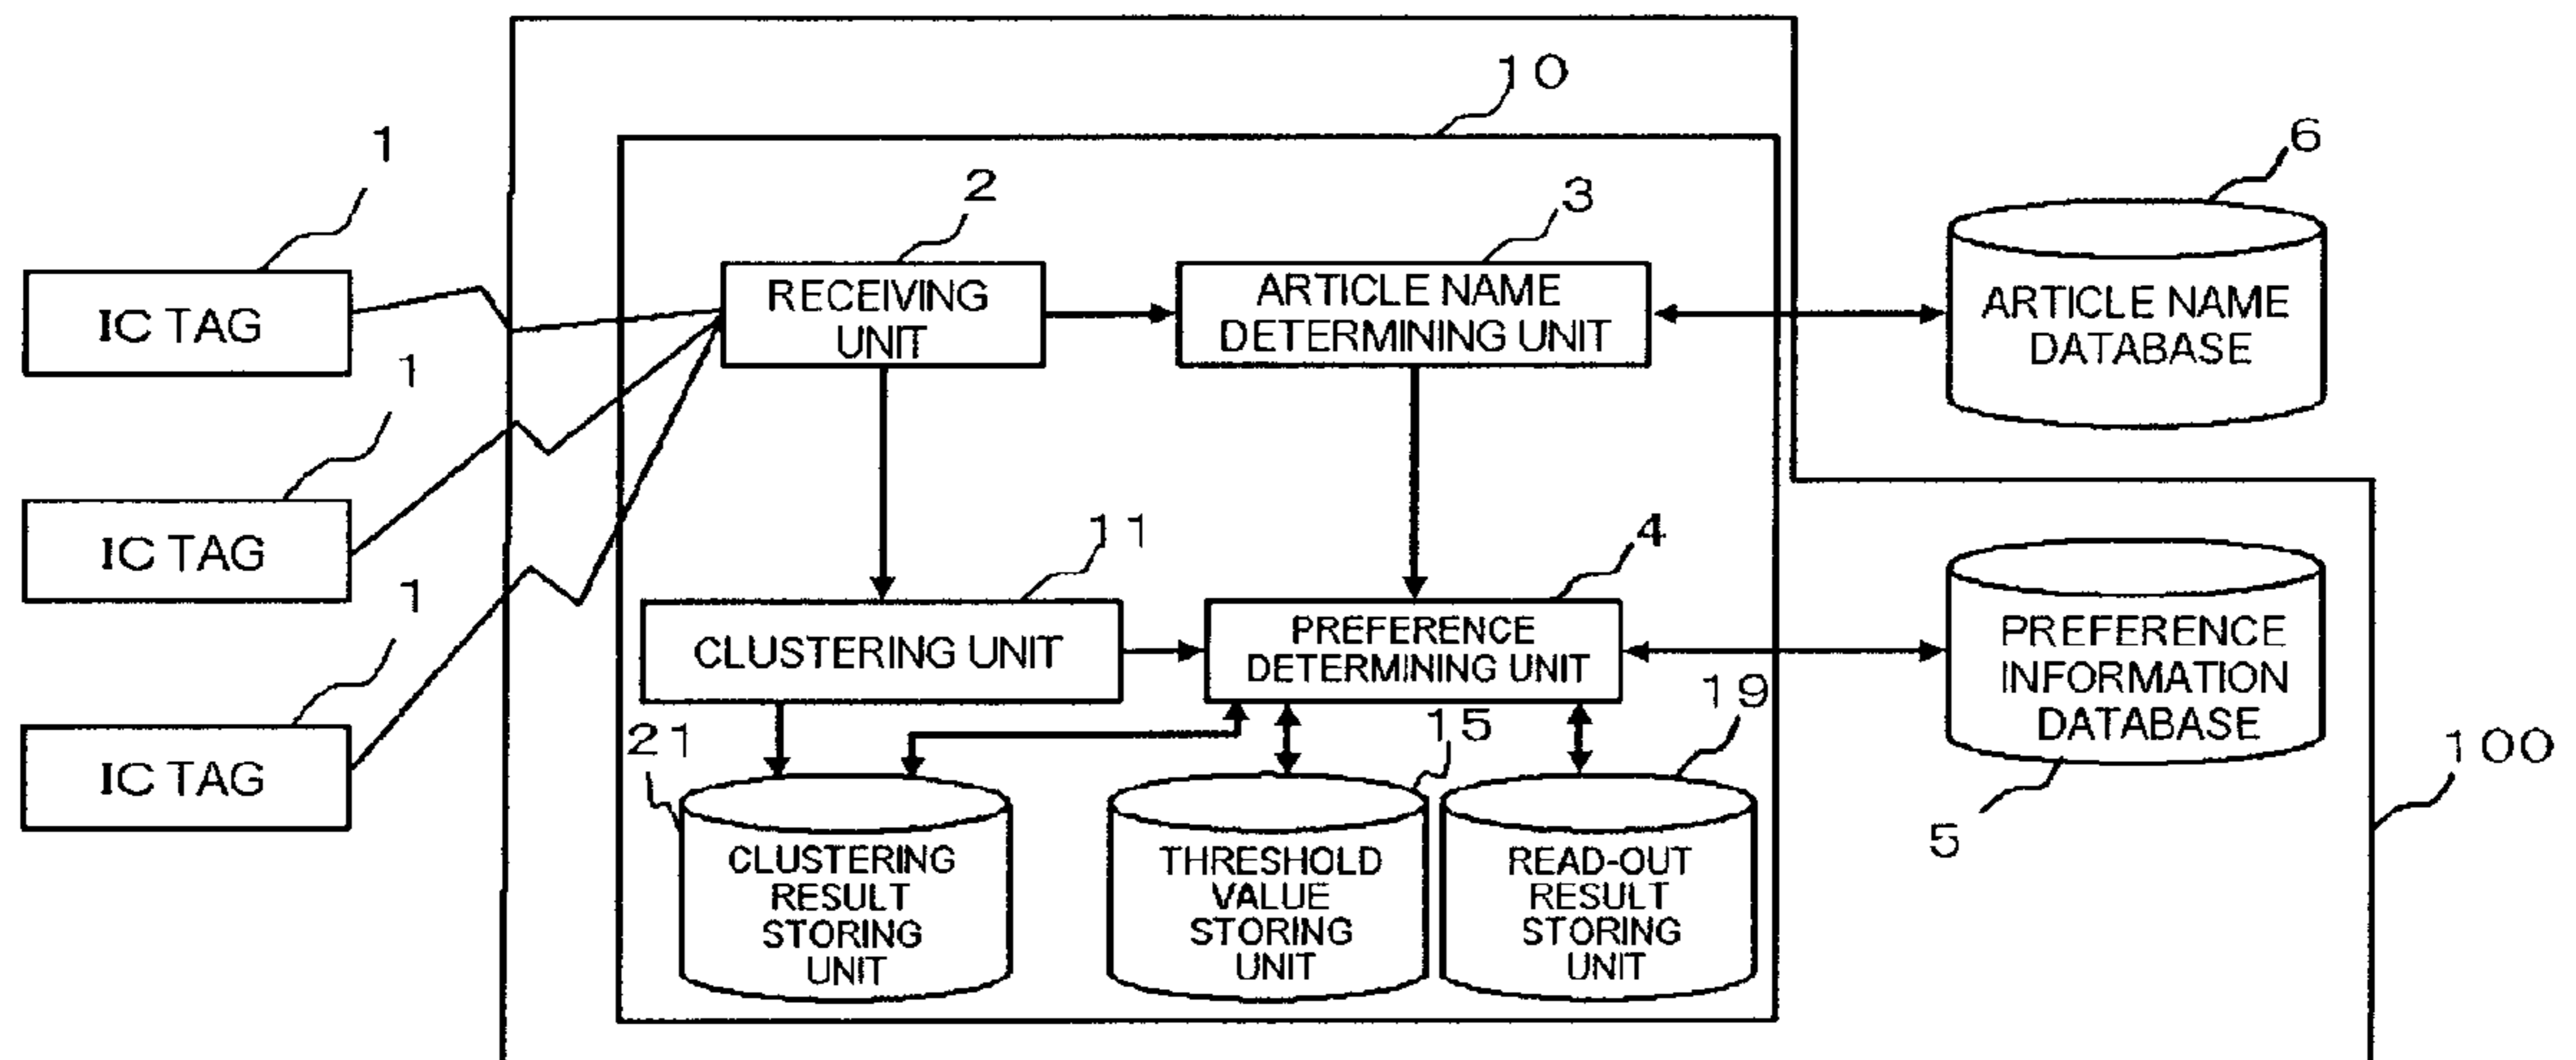 10
6
1
2
3
IC TAG
RECEIVING
UNIT
ARTICLE NAME
DETERMINING UNIT
ARTICLE NAME
DATABASE
1
IC TAG
11
4
1
CLUSTERING UNIT
PREFERENCE
DETERMINING UNIT
PREFERENCE
INFORMATION
DATABASE
IC TAG
21
15
19
100
5
CLUSTERING
RESULT
STORING
UNIT
THRESHOLD
VALUE
STORING
UNIT
READ-OUT
RESULT
STORING
UNIT